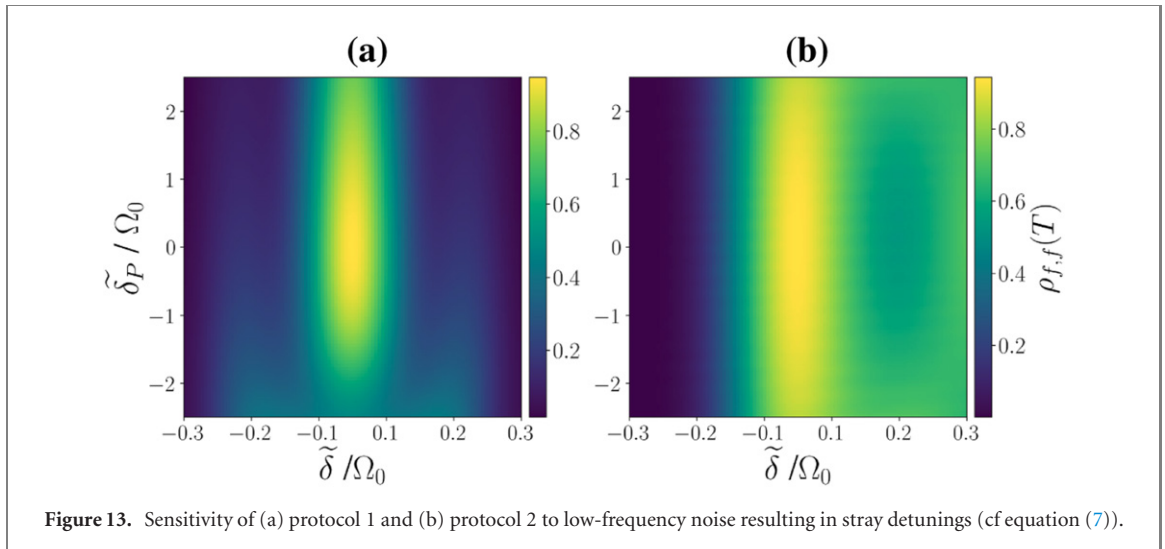 (a)
(b)
2
1
0
−1
−2
δ̃_P / Ω₀
−0.3 −0.2 −0.1 0.1 0.2 0.3
δ̃ /Ω₀
0.8
0.6
0.4
0.2
2
1
0
−1
−2
−0.3 −0.2 −0.1 0.1 0.2 0.3
δ̃ /Ω₀
0.8
0.6
0.4
0.2
ρ_{f,f}(T)
Figure 13. Sensitivity of (a) protocol 1 and (b) protocol 2 to low-frequency noise resulting in stray detunings (cf equation (7)).